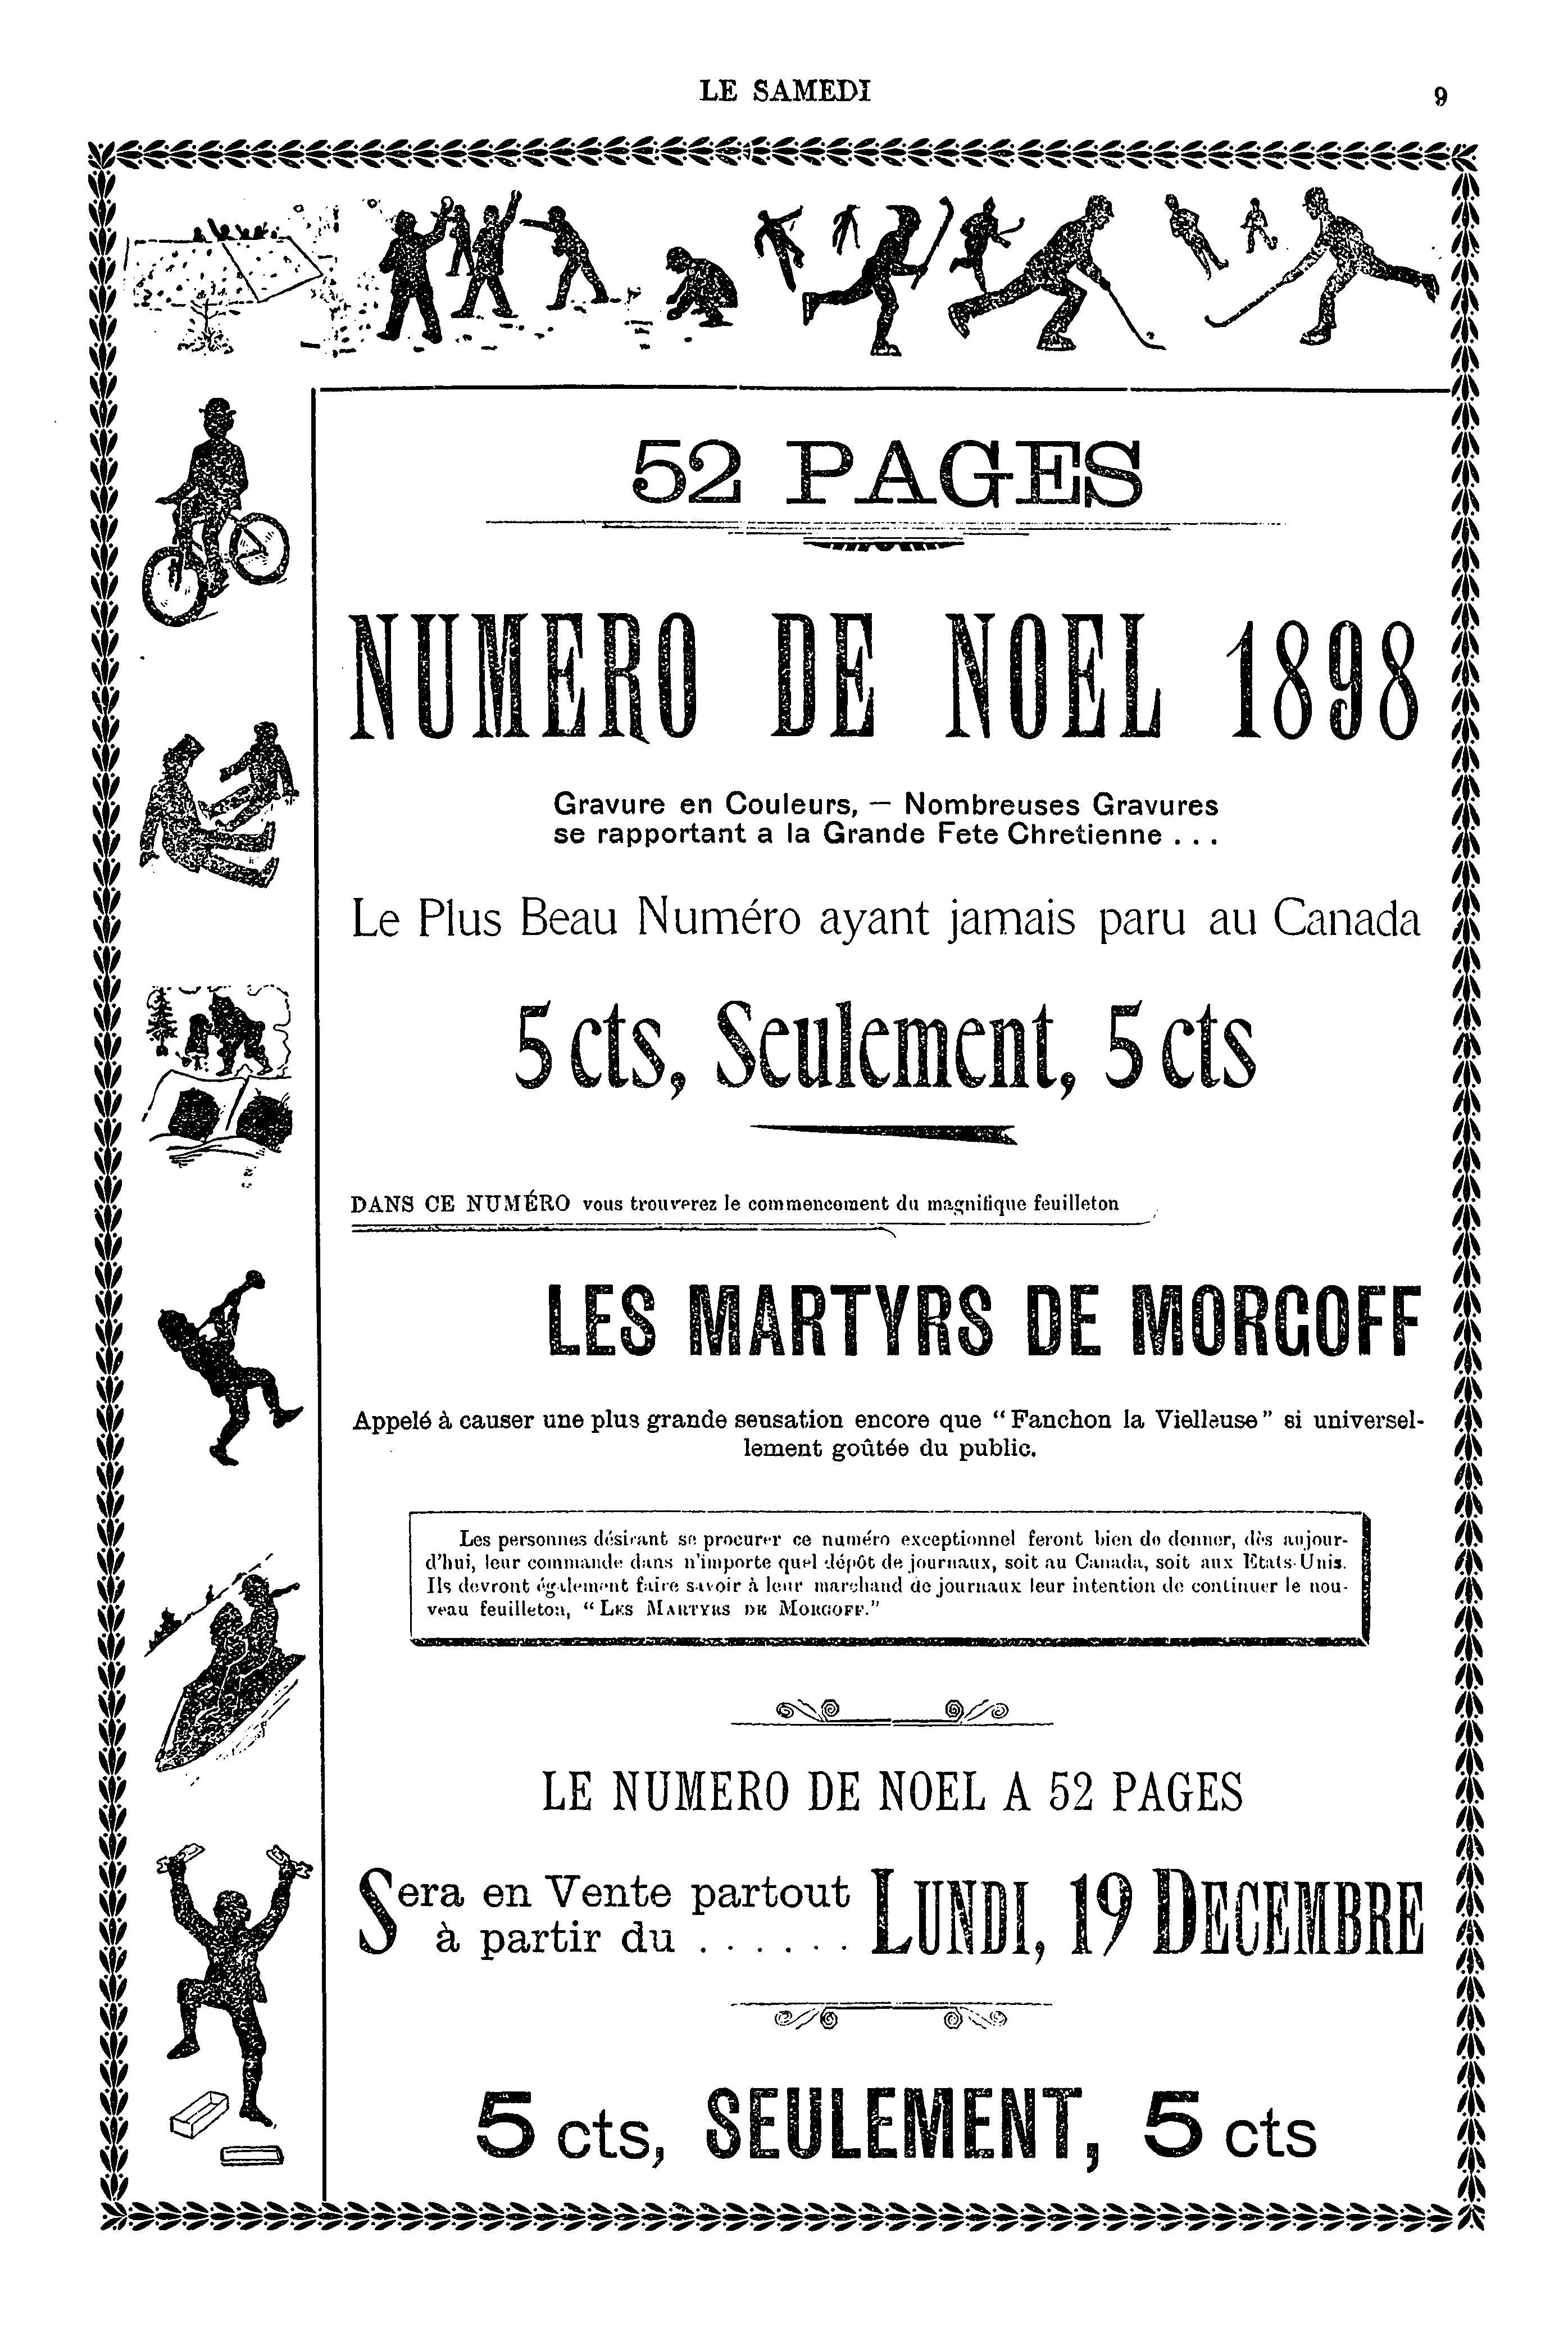 LE SAMEDI
9
52 PAGES
NUMERO DE NOEL 1898
Gravure en Couleurs, — Nombreuses Gravures
se rapportant a la Grande Fete Chretienne . . .
Le Plus Beau Numéro ayant jamais paru au Canada
5 cts, Seulement, 5 cts
DANS CE NUMÉRO vous trouverez le commencement du magnifique feuilleton
LES MARTYRS DE MORGOFF
Appelé à causer une plus grande sensation encore que “Fanchon la Vielleuse” si universel-
lement goûtée du public.
Les personnes désirant se procurer ce numéro exceptionnel feront bien de donner, dès aujour-
d'hui, leur commande dans n'importe quel dépôt de journaux, soit au Canada, soit aux Etats-Unis.
Ils devront également faire savoir à leur marchand de journaux leur intention de continuer le nou-
veau feuilleton, “LES MARTYRS DE MORGOFF.”
LE NUMERO DE NOEL A 52 PAGES
Sera en Vente partout
à partir du . . . . . . LUNDI, 19 DECEMBRE
5 cts, SEULEMENT, 5 cts